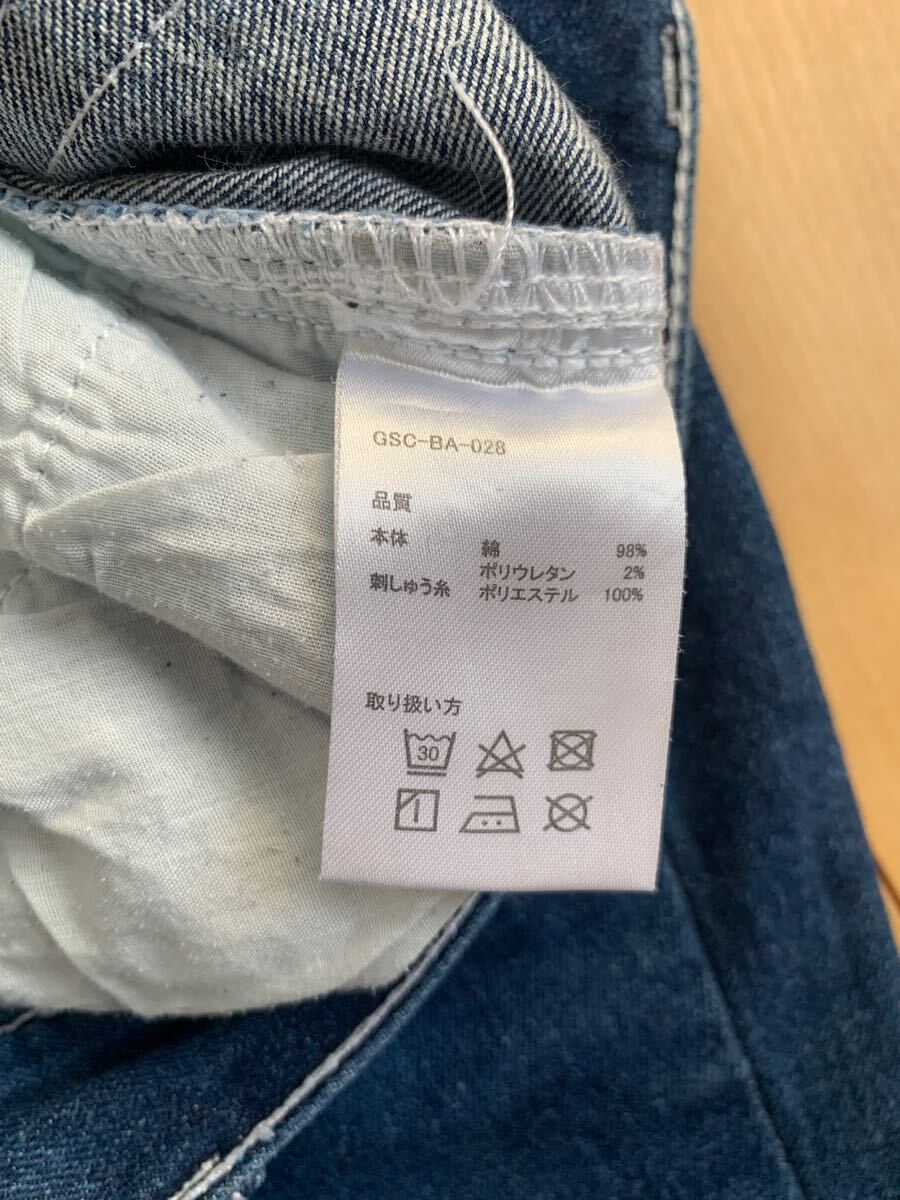 GSC-BA-028
品質
本体 綿 98%
ポリウレタン 2%
刺しゅう糸 ポリエステル 100%
取り扱い方
30